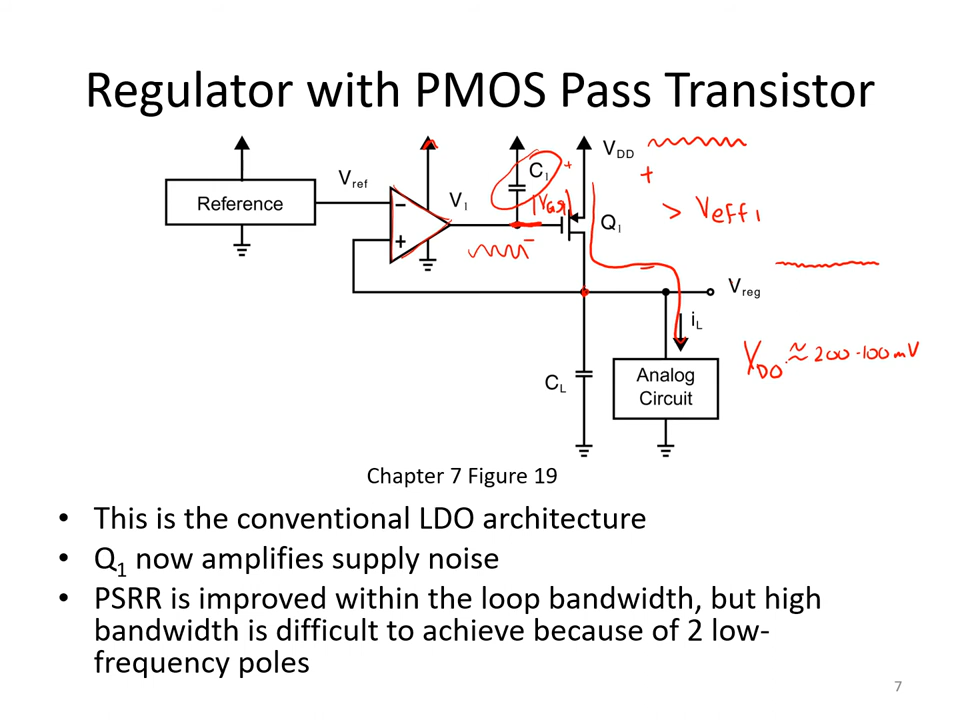 Regulator with PMOS Pass Transistor
Reference
Vref
−
+
V1
C1
+
|VGS1|
−
VDD
+
> Veff1
Q1
Vreg
iL
VDO ≈ 200-100mV
CL
Analog
Circuit
Chapter 7 Figure 19
• This is the conventional LDO architecture
• Q1 now amplifies supply noise
• PSRR is improved within the loop bandwidth, but high
bandwidth is difficult to achieve because of 2 low-
frequency poles
7